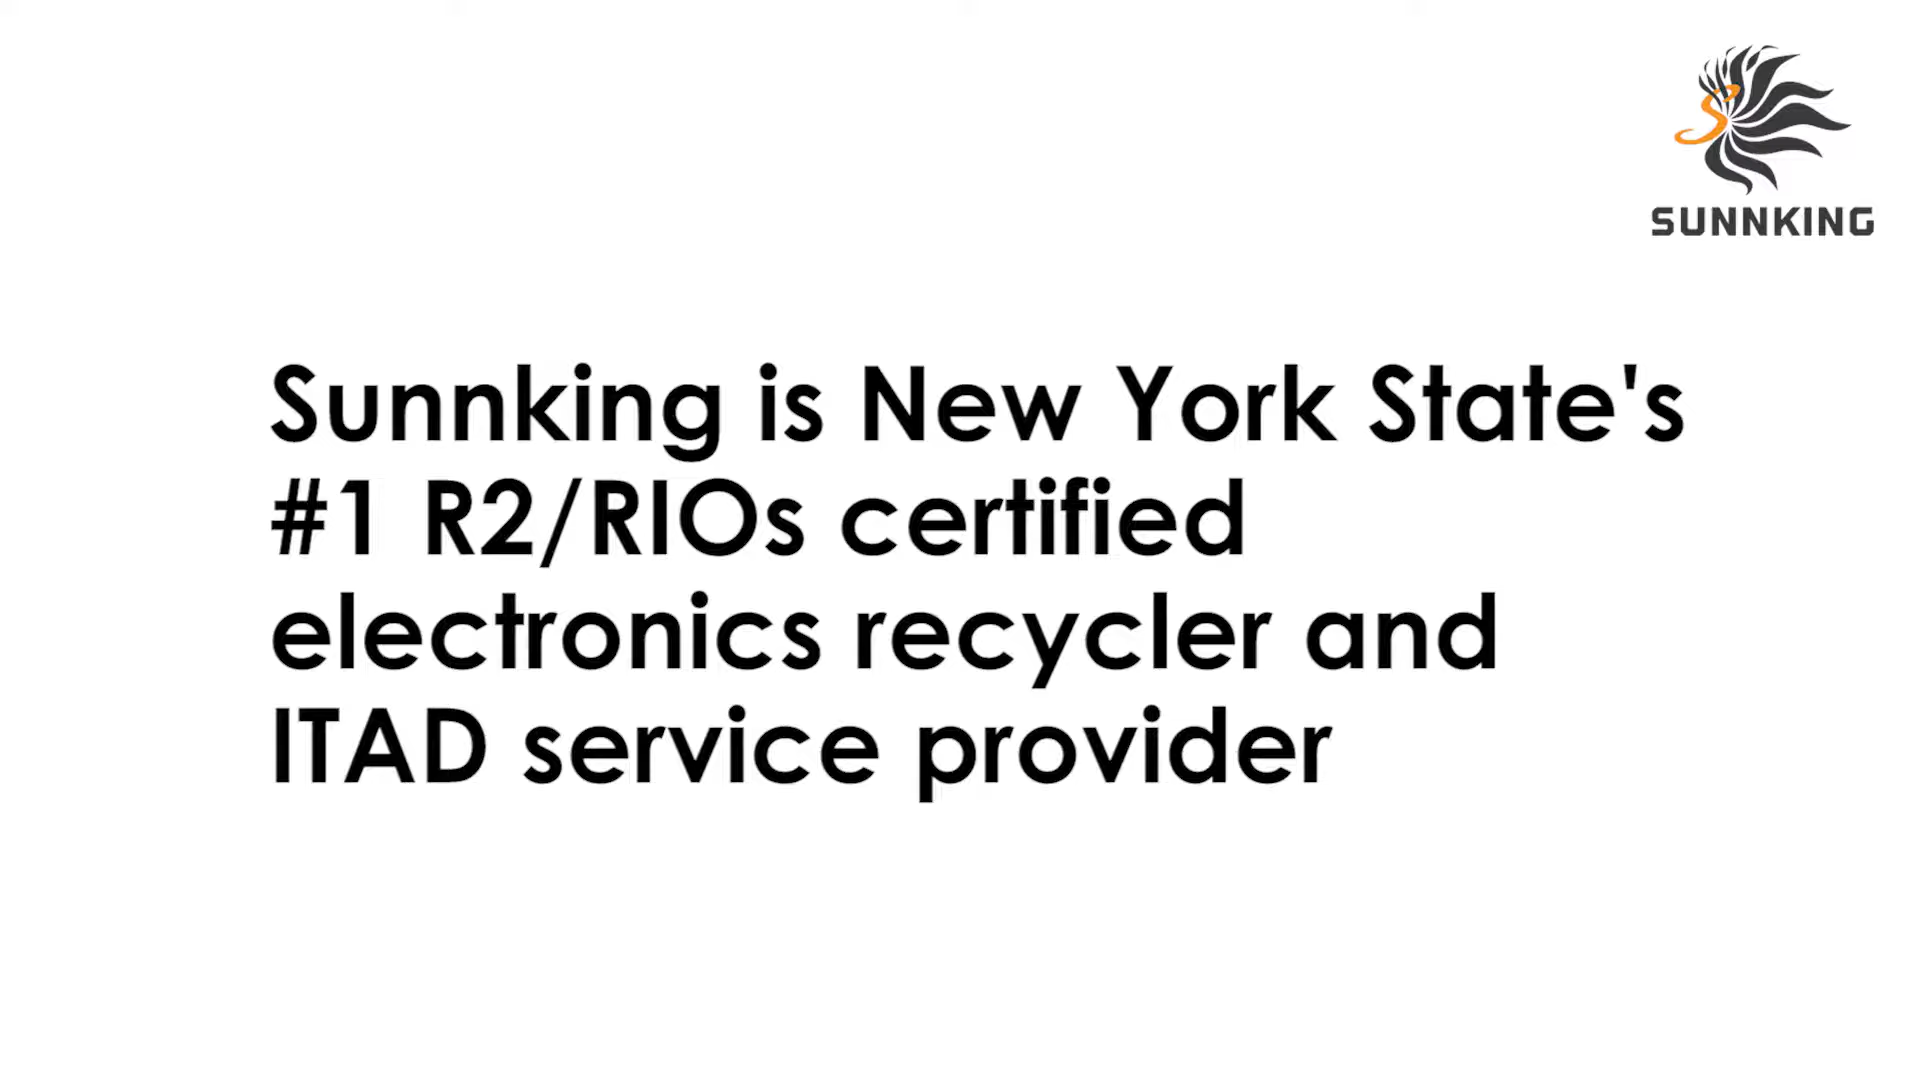 SUNNKING
Sunnking is New York State's
#1 R2/RIOs certified
electronics recycler and
ITAD service provider